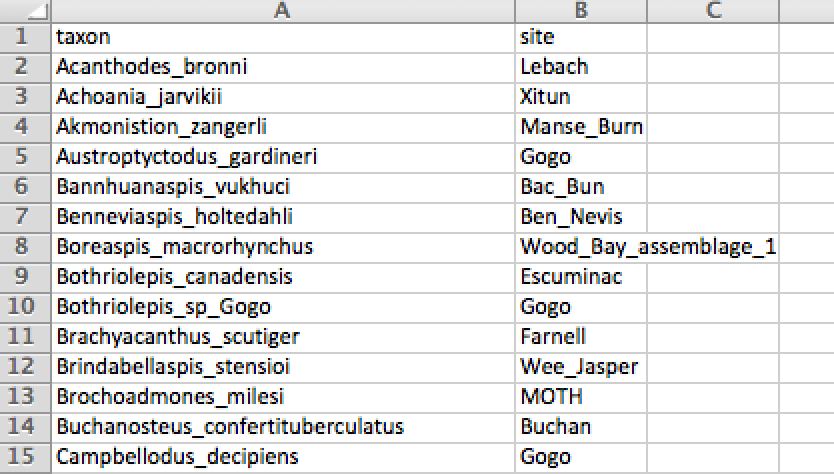 A B C
1 taxon site
2 Acanthodes_bronni Lebach
3 Achoania_jarvikii Xitun
4 Akmonistion_zangerli Manse_Burn
5 Austroptyctodus_gardineri Gogo
6 Bannhuanaspis_vukhuci Bac_Bun
7 Benneviaspis_holtedahli Ben_Nevis
8 Boreaspis_macrorhynchus Wood_Bay_assemblage_1
9 Bothriolepis_canadensis Escuminac
10 Bothriolepis_sp_Gogo Gogo
11 Brachyacanthus_scutiger Farnell
12 Brindabellaspis_stensioi Wee_Jasper
13 Brochoadmones_milesi MOTH
14 Buchanosteus_confertituberculatus Buchan
15 Campbellodus_decipiens Gogo